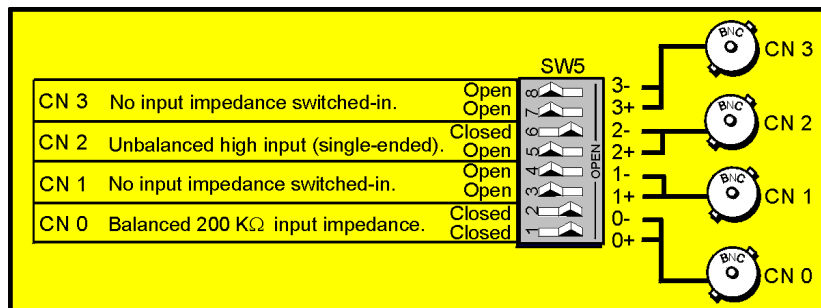 SW5
CN 3 No input impedance switched-in. Open Open
CN 2 Unbalanced high input (single-ended). Closed Open
CN 1 No input impedance switched-in. Open Open
CN 0 Balanced 200 KΩ input impedance. Closed Closed
8
7
6
5
4
3
2
1
OPEN
3-
3+
2-
2+
1-
1+
0-
0+
BNC CN 3
BNC CN 2
BNC CN 1
BNC CN 0